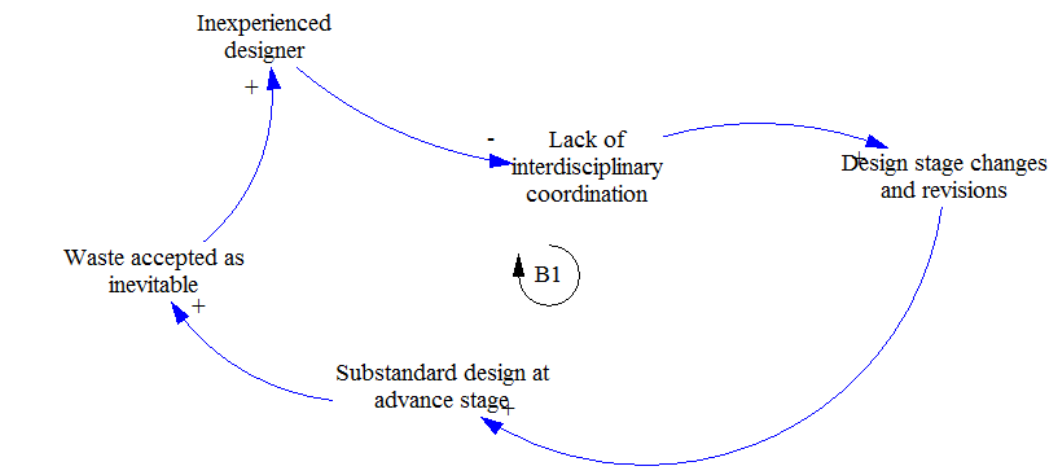 Inexperienced
designer
+
-
Lack of
interdisciplinary
coordination
+
Design stage changes
and revisions
Waste accepted as
inevitable
+
B1
Substandard design at
advance stage
+